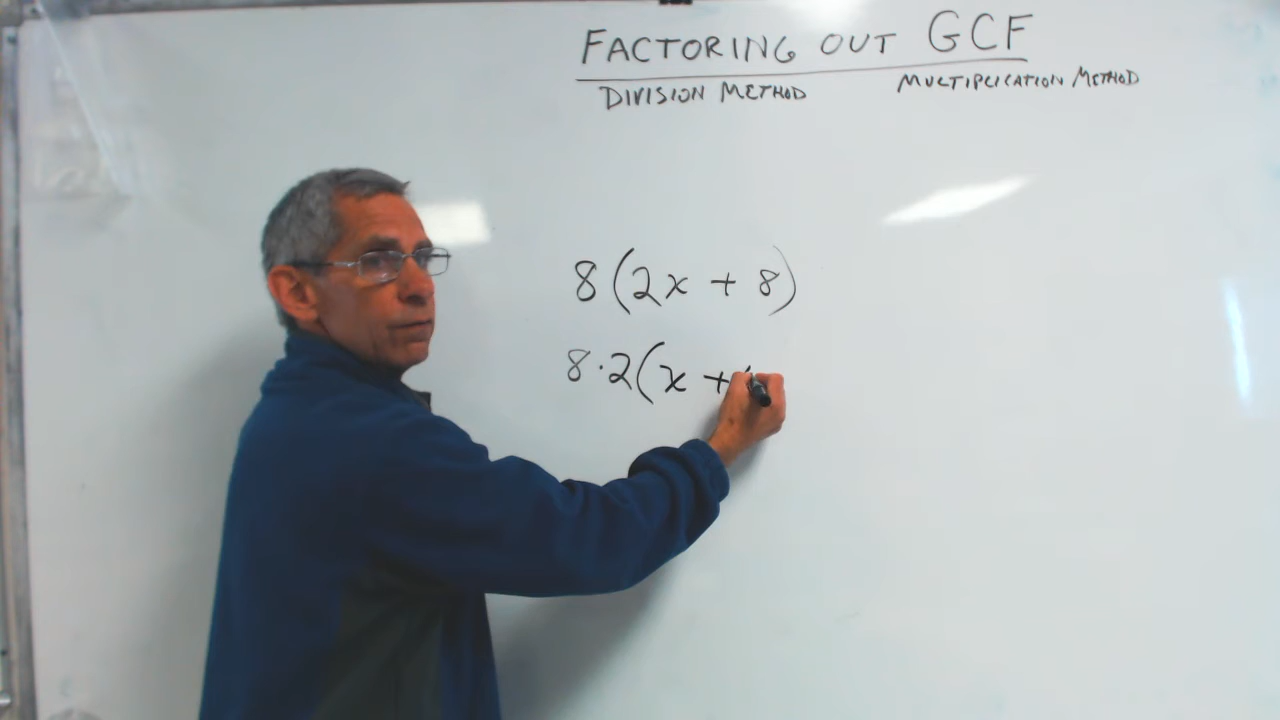 FACTORING OUT GCF
DIVISION METHOD MULTIPLICATION METHOD
8(2x + 8)
8·2(x +